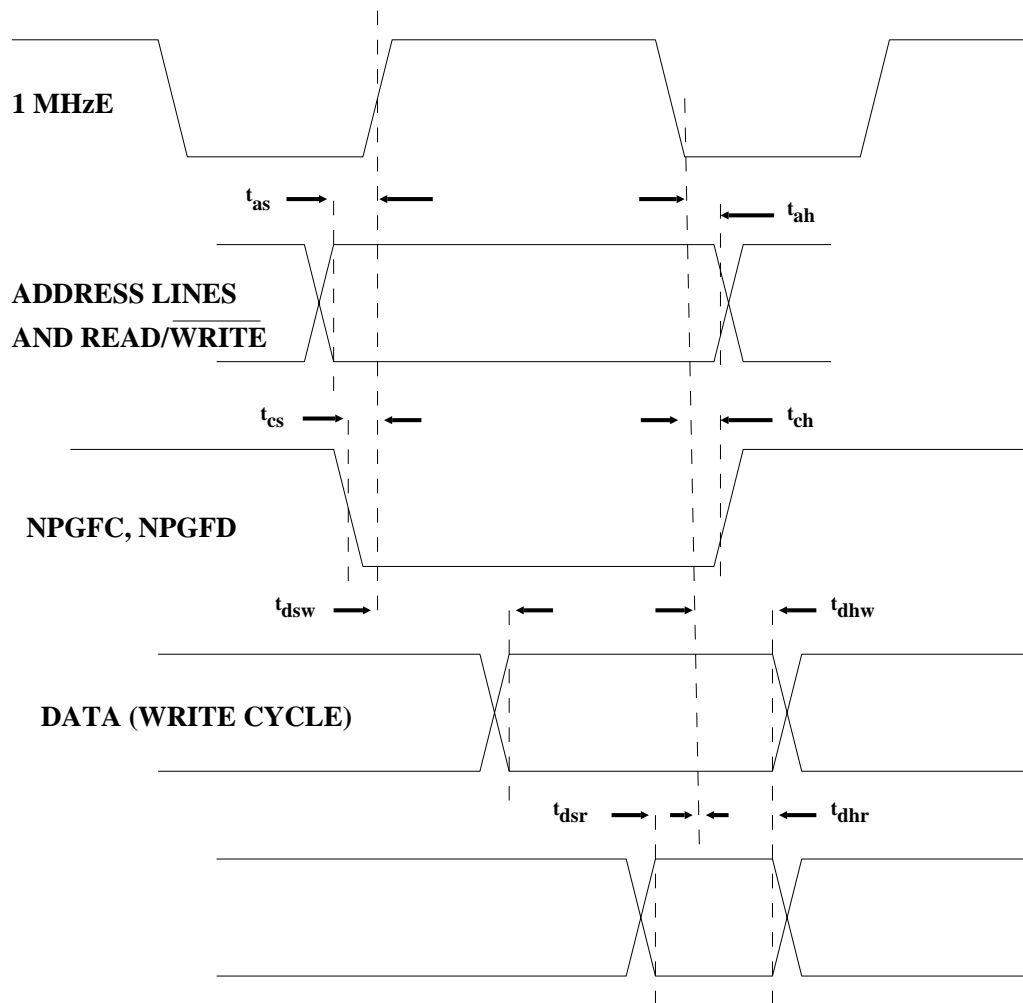 1 MHzE
tas
tah
ADDRESS LINES
AND READ/WRITE
tcs
tch
NPGFC, NPGFD
tdsw
tdhw
DATA (WRITE CYCLE)
tdsr
tdhr